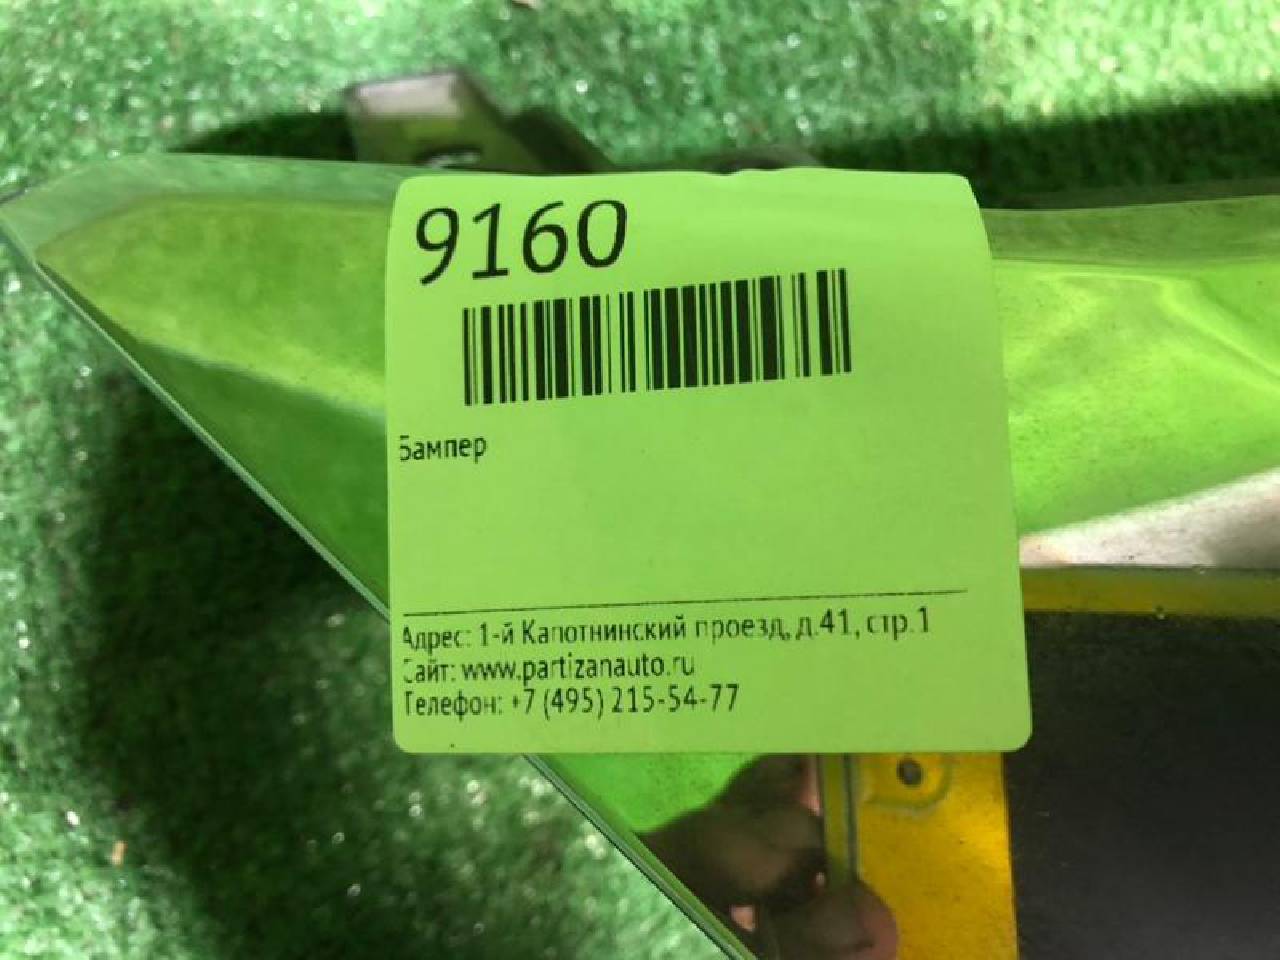 9160
Бампер
Адрес: 1-й Капотнинский проезд, д.41, стр.1
Сайт: www.partizanauto.ru
Телефон: +7 (495) 215-54-77